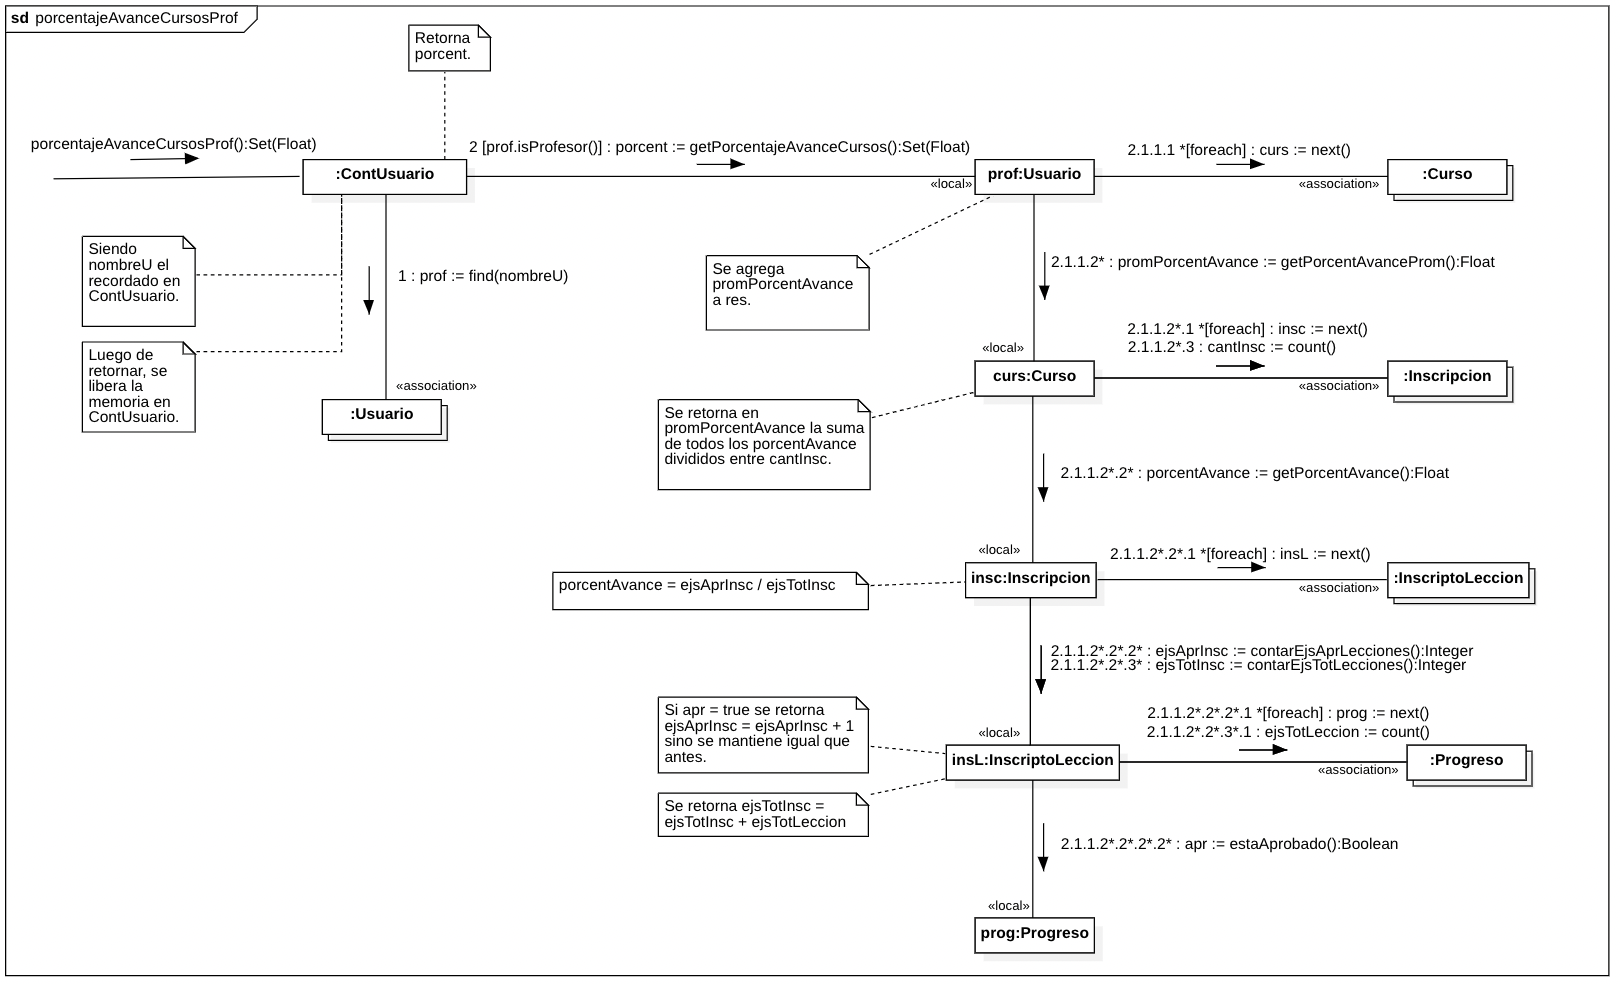 sd porcentajeAvanceCursosProf
Retorna
porcent.
porcentajeAvanceCursosProf():Set(Float)
:ContUsuario
2 [prof.isProfesor()] : porcent := getPorcentajeAvanceCursos():Set(Float)
«local»
prof:Usuario
2.1.1.1 *[foreach] : curs := next()
«association»
:Curso
Siendo
nombreU el
recordado en
ContUsuario.
1 : prof := find(nombreU)
Se agrega
promPorcentAvance
a res.
2.1.1.2* : promPorcentAvance := getPorcentAvanceProm():Float
Luego de
retornar, se
libera la
memoria en
ContUsuario.
«association»
:Usuario
«local»
curs:Curso
2.1.1.2*.1 *[foreach] : insc := next()
2.1.1.2*.3 : cantInsc := count()
«association»
:Inscripcion
Se retorna en
promPorcentAvance la suma
de todos los porcentAvance
divididos entre cantInsc.
2.1.1.2*.2* : porcentAvance := getPorcentAvance():Float
«local»
insc:Inscripcion
2.1.1.2*.2*.1 *[foreach] : insL := next()
«association»
:InscriptoLeccion
porcentAvance = ejsAprInsc / ejsTotInsc
2.1.1.2*.2*.2* : ejsAprInsc := contarEjsAprLecciones():Integer
2.1.1.2*.2*.3* : ejsTotInsc := contarEjsTotLecciones():Integer
Si apr = true se retorna
ejsAprInsc = ejsAprInsc + 1
sino se mantiene igual que
antes.
«local»
insL:InscriptoLeccion
2.1.1.2*.2*.2*.1 *[foreach] : prog := next()
2.1.1.2*.2*.3*.1 : ejsTotLeccion := count()
«association»
:Progreso
Se retorna ejsTotInsc =
ejsTotInsc + ejsTotLeccion
2.1.1.2*.2*.2*.2* : apr := estaAprobado():Boolean
«local»
prog:Progreso